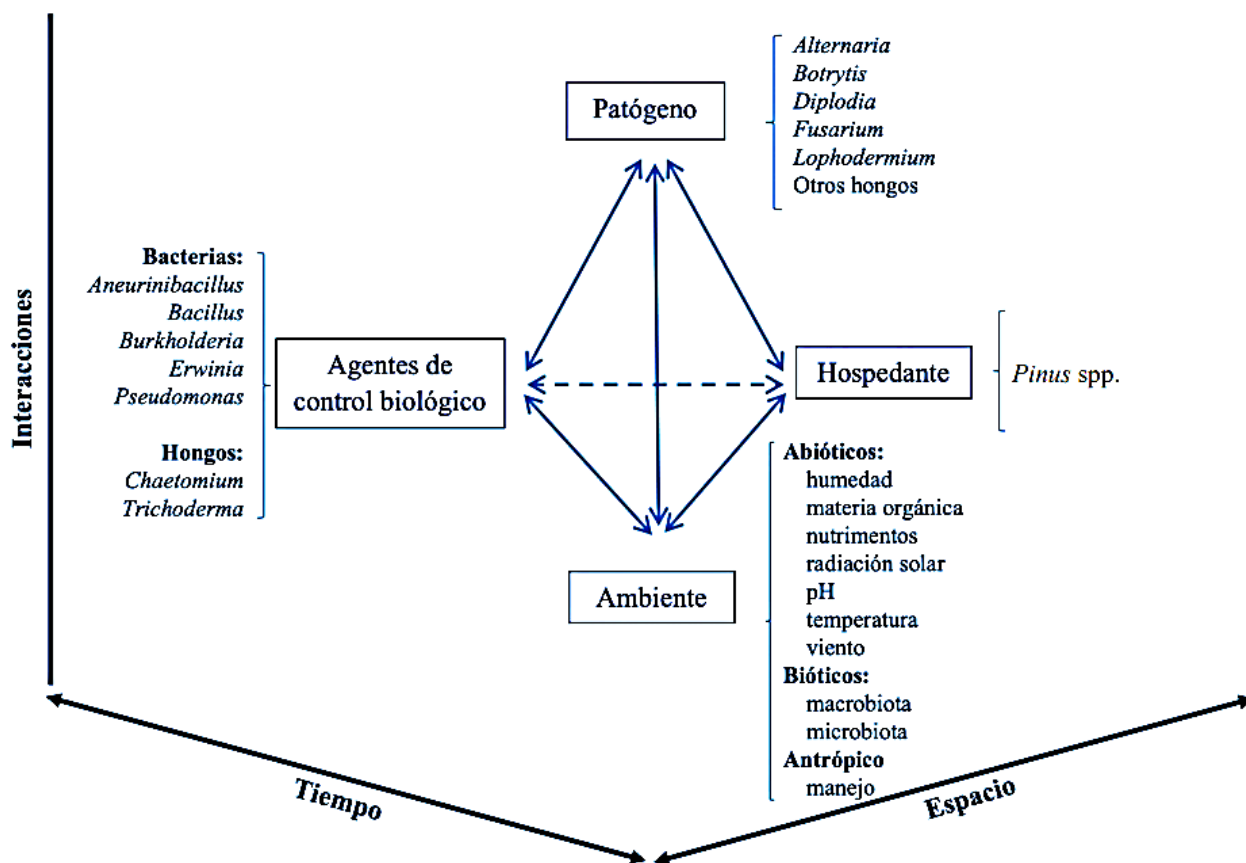 Interacciones
Patógeno
Alternaria
Botrytis
Diplodia
Fusarium
Lophodermium
Otros hongos
Bacterias:
Aneurinibacillus
Bacillus
Burkholderia
Erwinia
Pseudomonas
Hongos:
Chaetomium
Trichoderma
Agentes de
control biológico
Hospedante
Pinus spp.
Ambiente
Abióticos:
humedad
materia orgánica
nutrimentos
radiación solar
pH
temperatura
viento
Bióticos:
macrobiota
microbiota
Antrópico
manejo
Tiempo
Espacio